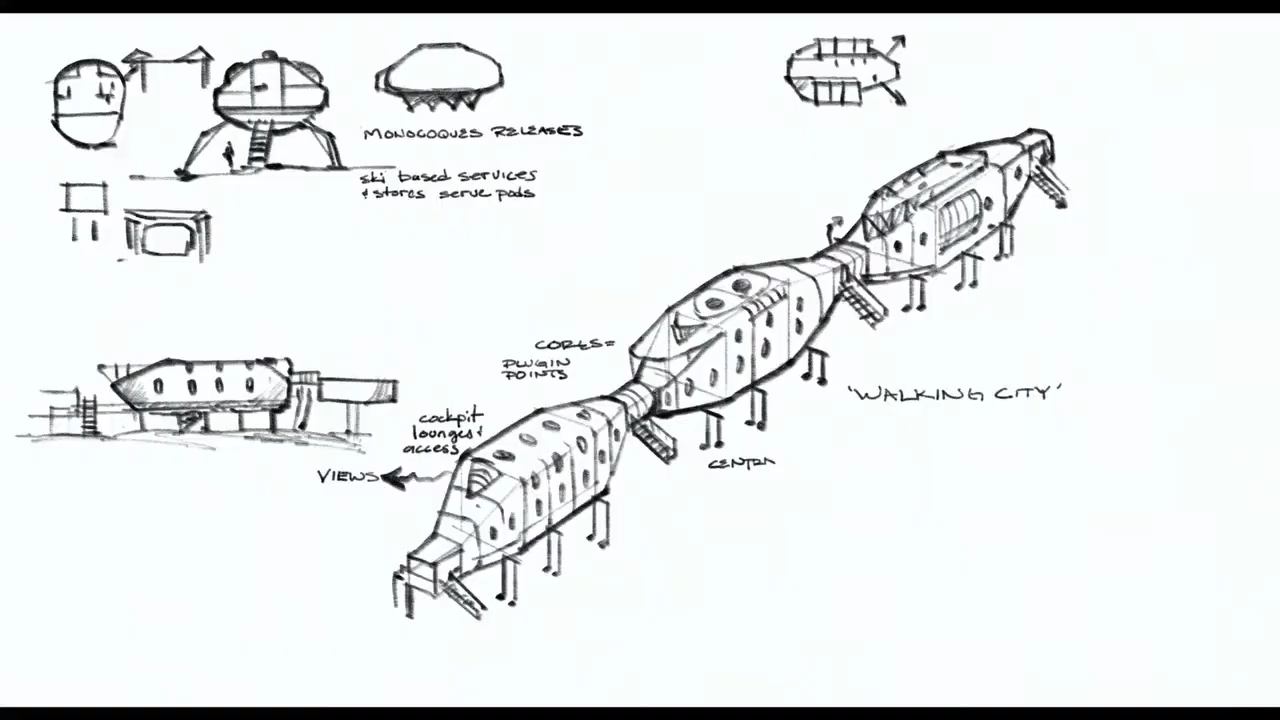 MONOCOQUES RELEASES
ski based services
& stores serve pods
CORES =
PLUGIN
POINTS
cockpit
lounges &
access
VIEWS
'WALKING CITY'
CENTRA